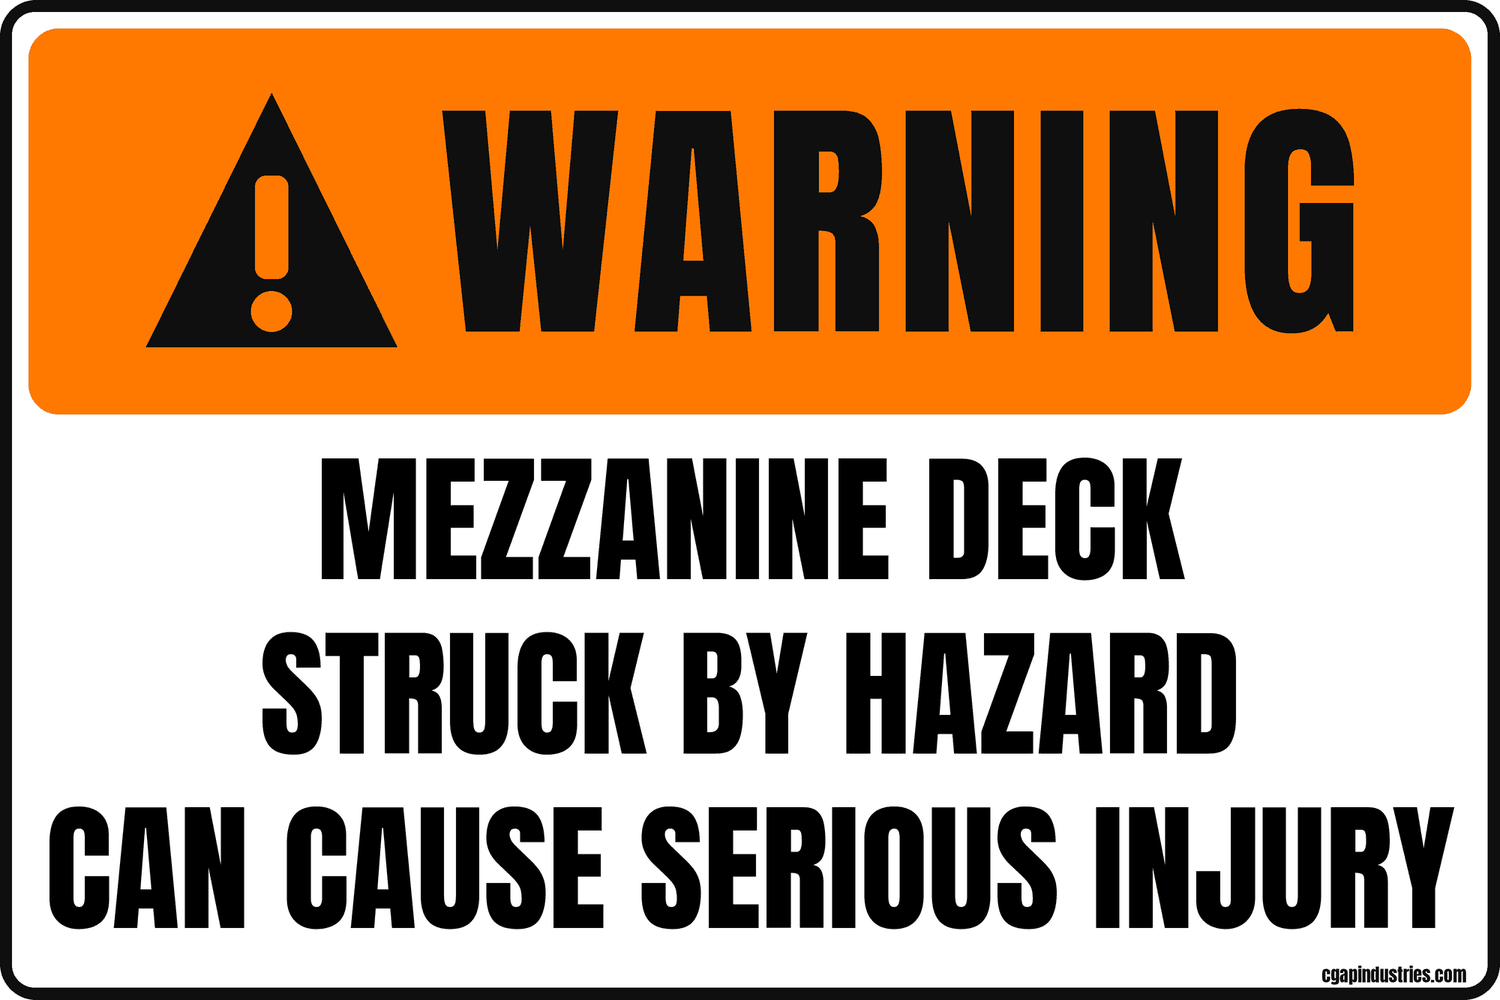 WARNING
MEZZANINE DECK
STRUCK BY HAZARD
CAN CAUSE SERIOUS INJURY
cgapindustries.com